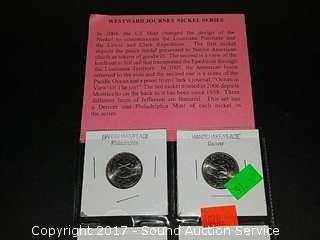 WESTWARD JOURNEY NICKEL SERIES
In 2004, the US Mint changed the design of the
Nickel to commemorate the Louisiana Purchase and
the Lewis and Clark Expedition. The first nickel
depicts the peace medal presented to Native American
chiefs as tokens of goodwill. The second is a view of the
keelboat in full sail that transported the Expedition through
the Louisiana Territory. In 2005, the American bison
returned to the coin and the second one is a scene of the
Pacific Ocean and a piece from Clark's journal "Ocean in
View! O! The joy!" The last nickel minted in 2006 depicts
Monticello on the back as it has been since 1938. Three
different faces of Jefferson are featured. This set has
a Denver and Philadelphia Mint of each nickel in
the series.
Philadelphia
Denver
Copyright 2017 - Sound Auction Service